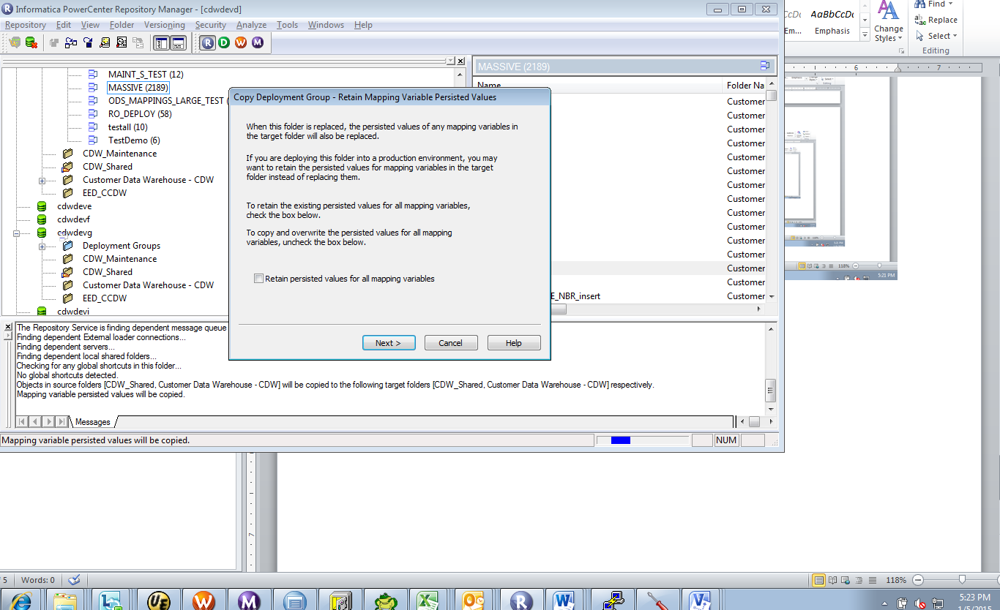 Informatica PowerCenter Repository Manager - [cdwdevd]
Repository Edit View Folder Versioning Security Analyze Tools Windows Help
R D W M
MAINT_S_TEST (12)
MASSIVE (2189)
ODS_MAPPINGS_LARGE_TEST (
RO_DEPLOY (58)
testall (10)
TestDemo (6)
CDW_Maintenance
CDW_Shared
Customer Data Warehouse - CDW
EED_CCDW
cdwdeve
cdwdevf
cdwdevg
Deployment Groups
CDW_Maintenance
CDW_Shared
Customer Data Warehouse - CDW
EED_CCDW
cdwdevi
MASSIVE (2189)
Name Folder Na
Customer
Customer
Customer
Customer
Customer
Customer
Customer
Customer
Customer
Customer
Customer
Customer
Customer
Customer
E_NBR_insert Customer
Copy Deployment Group - Retain Mapping Variable Persisted Values
When this folder is replaced, the persisted values of any mapping variables in
the target folder will also be replaced.
If you are deploying this folder into a production environment, you may
want to retain the persisted values for mapping variables in the target
folder instead of replacing them.
To retain the existing persisted values for all mapping variables,
check the box below.
To copy and overwrite the persisted values for all mapping
variables, uncheck the box below.
Retain persisted values for all mapping variables
Next > Cancel Help
The Repository Service is finding dependent message queue
Finding dependent External loader connections...
Finding dependent servers...
Finding dependent local shared folders...
Checking for any global shortcuts in this folder...
No global shortcuts detected.
Objects in source folders [CDW_Shared, Customer Data Warehouse - CDW] will be copied to the following target folders [CDW_Shared, Customer Data Warehouse - CDW] respectively.
Mapping variable persisted values will be copied.
Messages
Mapping variable persisted values will be copied. NUM
AaBbCcDc
Em... Emphasis
Change
Styles
Find
Replace
Select
Editing
6 7
118%
5:21 PM
7
5 Words: 0 118%
5:23 PM
1/5/2015